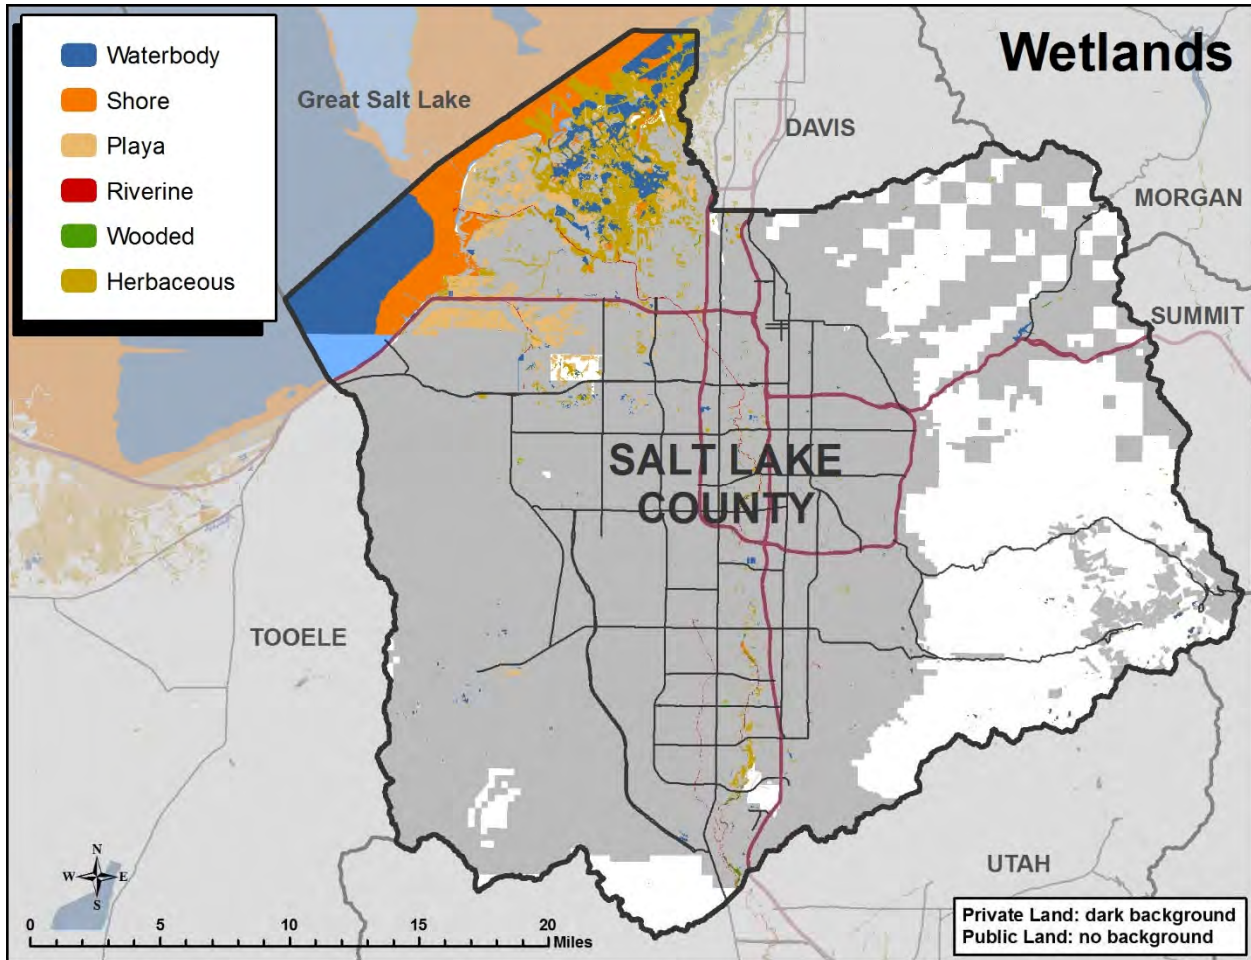 Wetlands
Waterbody
Shore
Playa
Riverine
Wooded
Herbaceous
Great Salt Lake
DAVIS
MORGAN
SUMMIT
SALT LAKE
COUNTY
TOOELE
UTAH
N
W E
S
0 5 10 15 20
Miles
Private Land: dark background
Public Land: no background